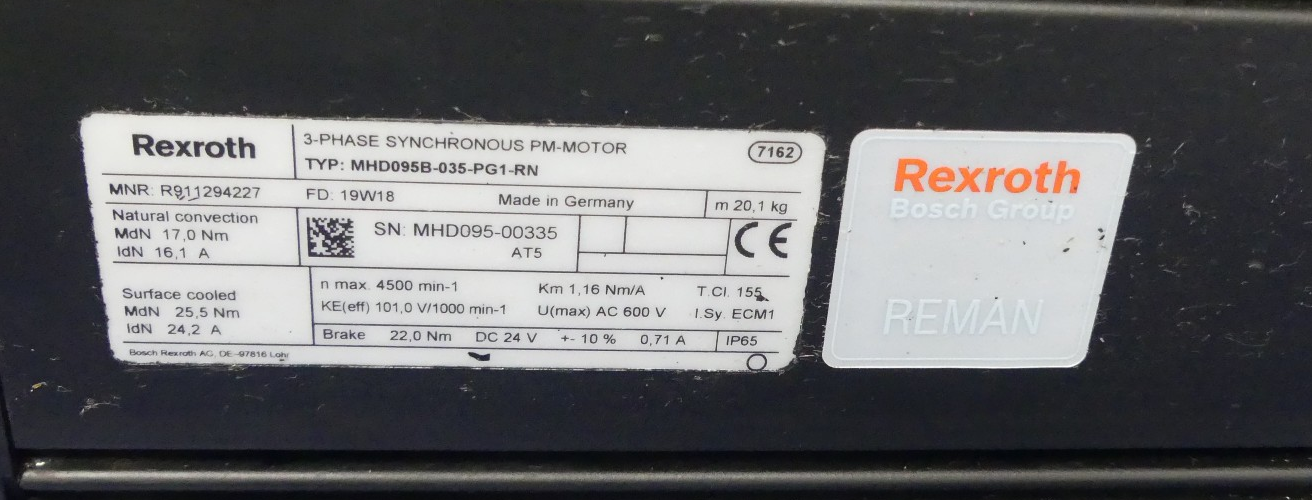 Rexroth
3-PHASE SYNCHRONOUS PM-MOTOR
TYP: MHD095B-035-PG1-RN
7162
MNR: R911294227
FD: 19W18
Made in Germany
m 20,1 kg
Natural convection
MdN 17,0 Nm
IdN 16,1 A
SN: MHD095-00335
AT5
CE
Surface cooled
MdN 25,5 Nm
IdN 24,2 A
n max. 4500 min-1 Km 1,16 Nm/A T.Cl. 155
KE(eff) 101,0 V/1000 min-1 U(max) AC 600 V I.Sy. ECM1
Brake 22,0 Nm DC 24 V +- 10 % 0,71 A IP65
Bosch Rexroth AG, DE-97816 Lohr
Rexroth
Bosch Group
REMAN